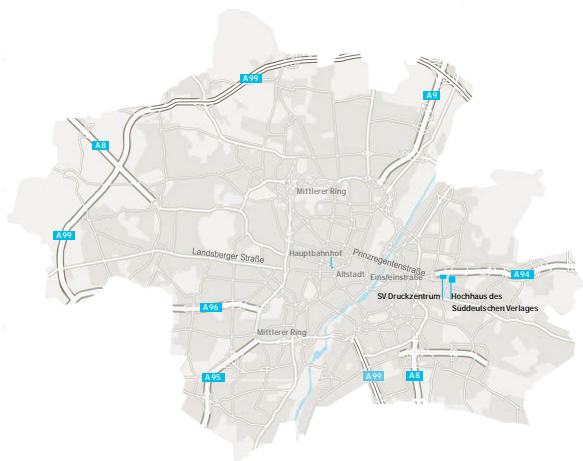 A99
A9
A8
Mittlerer Ring
A99
Landsberger Straße
Hauptbahnhof
Prinzregentenstraße
Altstadt
Einsteinstraße
A94
SV Druckzentrum
Hochhaus des
Süddeutschen Verlages
A96
Mittlerer Ring
A95
A99
A8